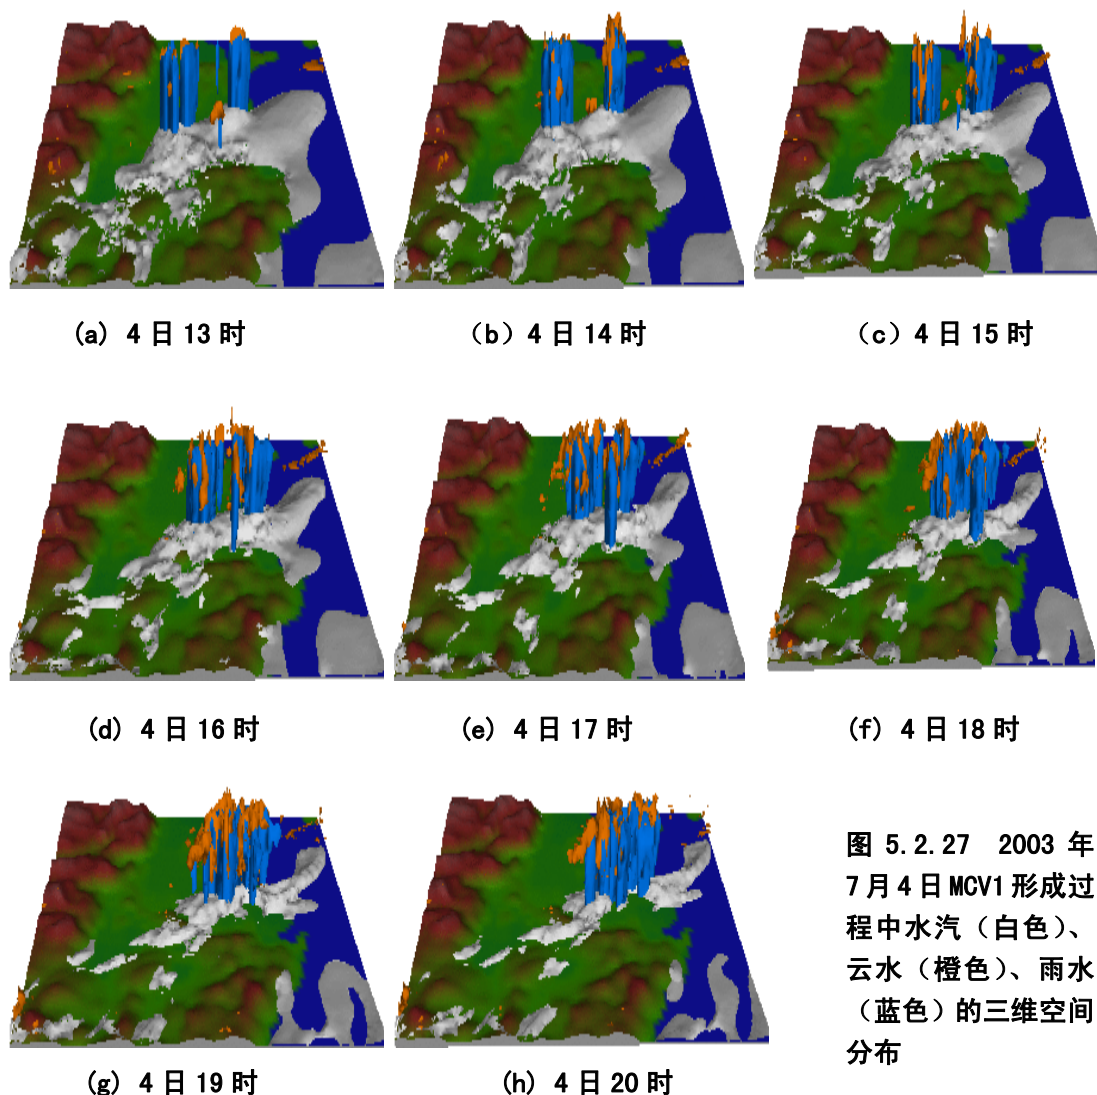 (a) 4 日 13 时
（b）4 日 14 时
（c）4 日 15 时
(d) 4 日 16 时
(e) 4 日 17 时
(f) 4 日 18 时
(g) 4 日 19 时
(h) 4 日 20 时
图 5.2.27 2003 年
7 月 4 日 MCV1 形成过
程中水汽（白色）、
云水（橙色）、雨水
（蓝色）的三维空间
分布